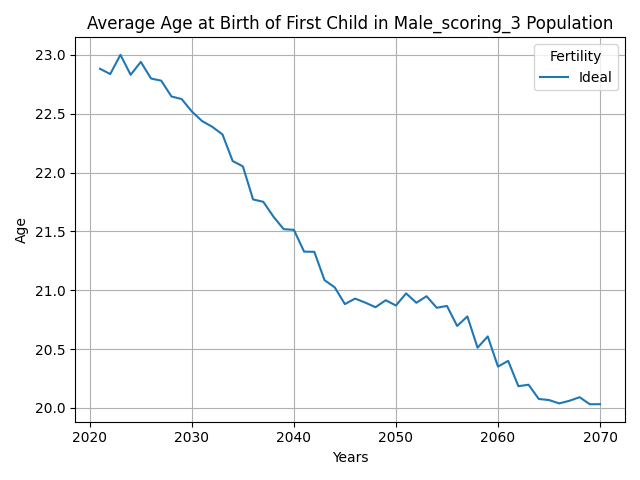 Average Age at Birth of First Child in Male_scoring_3 Population
Fertility
Ideal
23.0
22.5
22.0
21.5
21.0
20.5
20.0
Age
2020
2030
2040
2050
2060
2070
Years